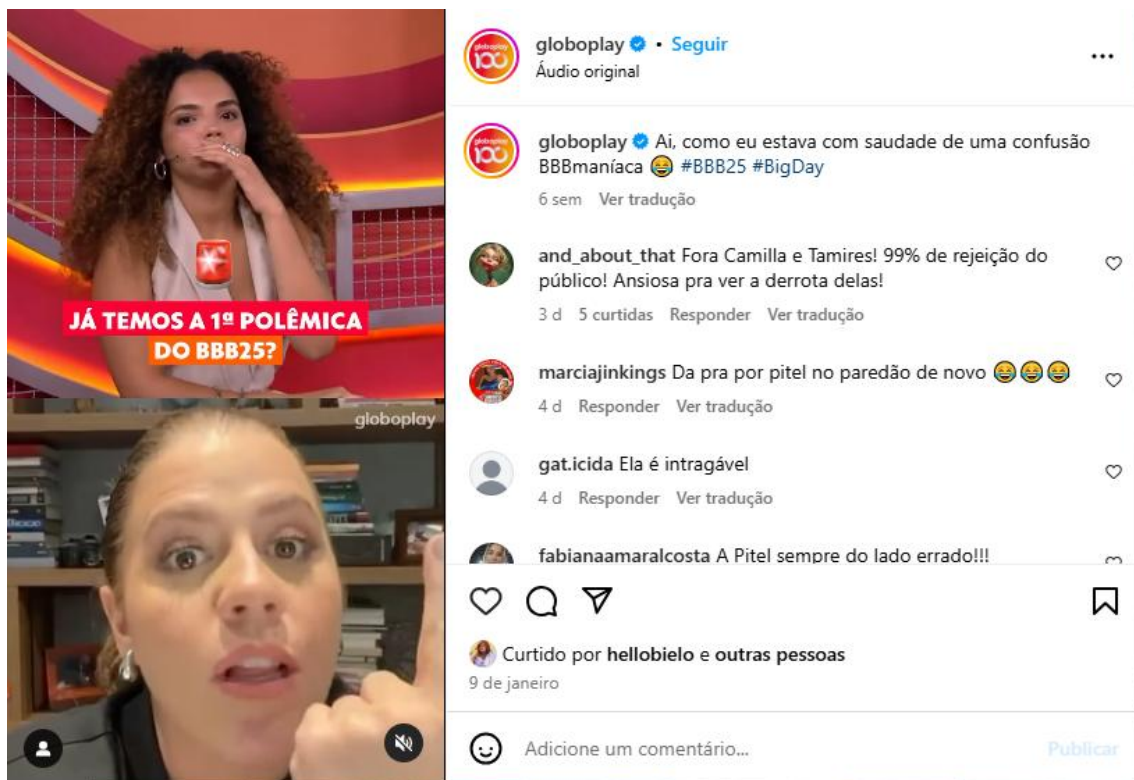 JÁ TEMOS A 1ª POLÊMICA
DO BBB25?
globoplay
globoplay
100
globoplay • Seguir
Áudio original
globoplay
100
globoplay Ai, como eu estava com saudade de uma confusão
BBBmaníaca 😂 #BBB25 #BigDay
6 sem Ver tradução
and_about_that Fora Camilla e Tamires! 99% de rejeição do
público! Ansiosa pra ver a derrota delas!
3 d 5 curtidas Responder Ver tradução
marciajinkings Da pra por pitel no paredão de novo 😂😂😂
4 d Responder Ver tradução
gat.icida Ela é intragável
4 d Responder Ver tradução
fabianaamaralcosta A Pitel sempre do lado errado!!!
Curtido por hellobielo e outras pessoas
9 de janeiro
Adicione um comentário...
Publicar